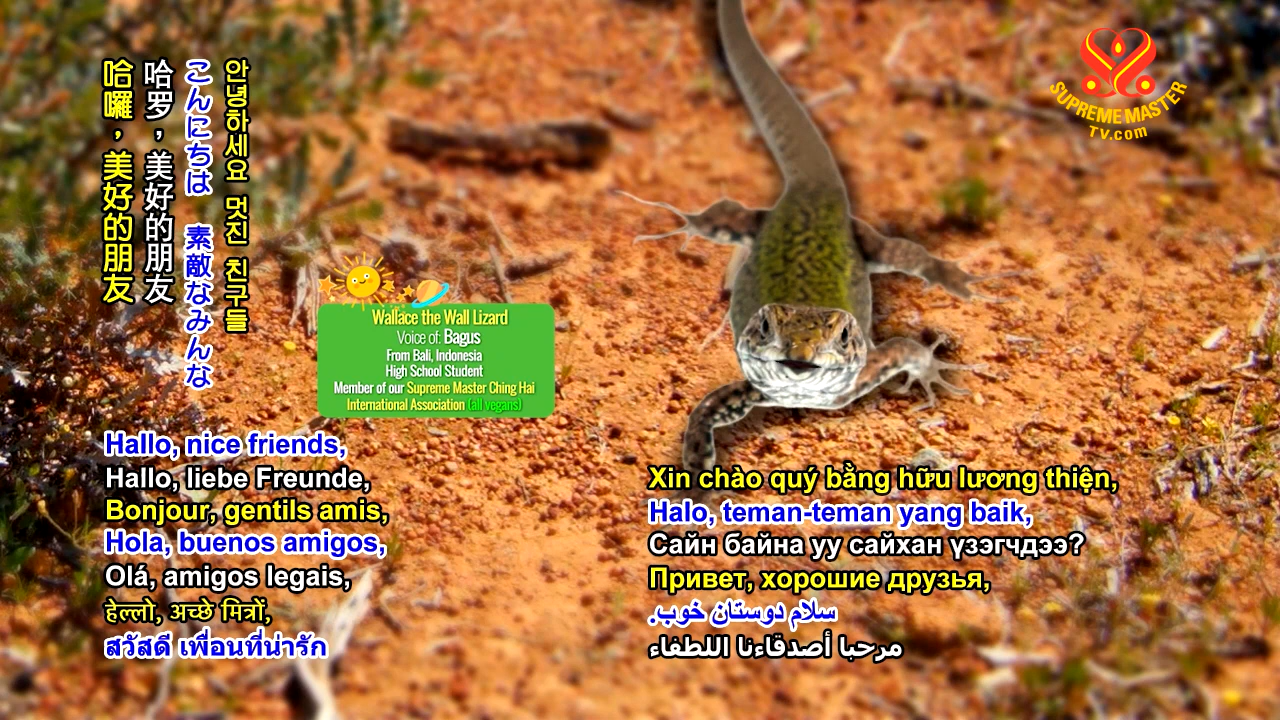 哈囉，美好的朋友
哈罗，美好的朋友
こんにちは 素敵なみんな
안녕하세요 멋진 친구들
SUPREME MASTER
TV.com
Wallace the Wall Lizard
Voice of: Bagus
From Bali, Indonesia
High School Student
Member of our Supreme Master Ching Hai
International Association (all vegans)
Hallo, nice friends,
Hallo, liebe Freunde,
Bonjour, gentils amis,
Hola, buenos amigos,
Olá, amigos legais,
हेल्लो, अच्छे मित्रों,
สวัสดี เพื่อนที่น่ารัก
Xin chào quý bằng hữu lương thiện,
Halo, teman-teman yang baik,
Сайн байна уу сайхан үзэгчдээ?
Привет, хорошие друзья,
سلام دوستان خوب.
مرحبا أصدقاءنا اللطفاء